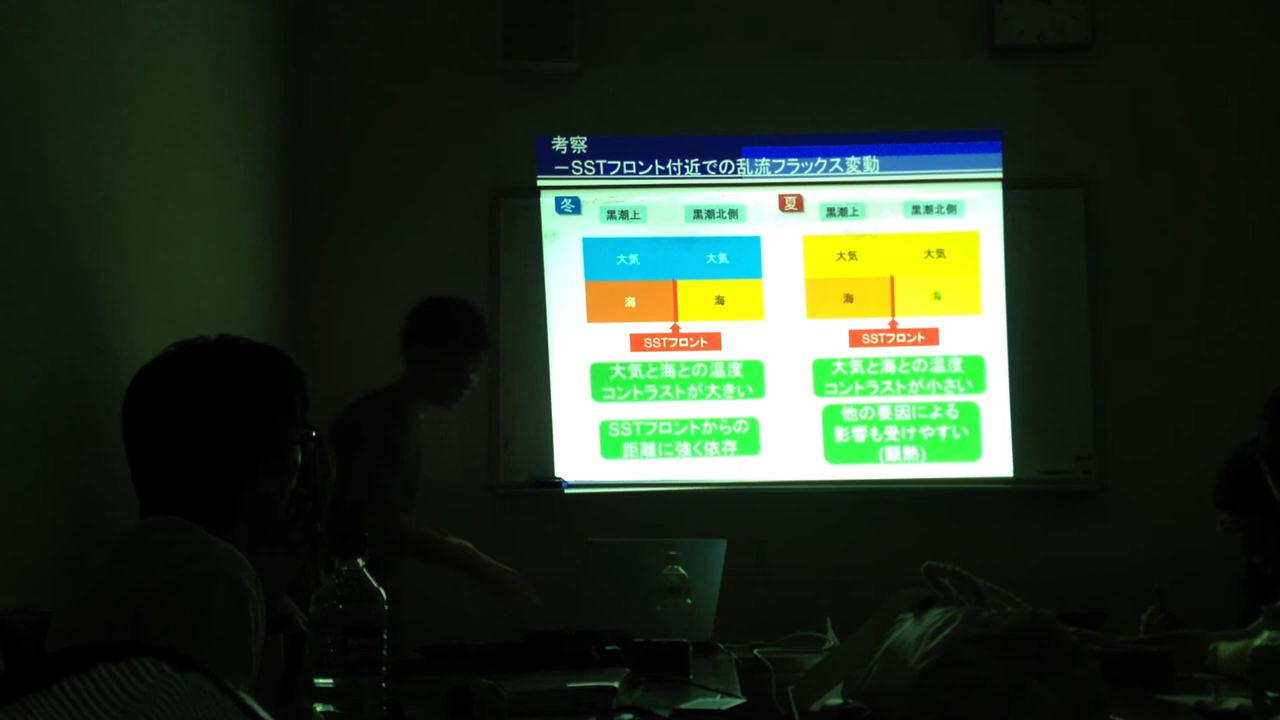 考察
－SSTフロント付近での乱流フラックス変動
冬
黒潮上
黒潮北側
大気
大気
海
海
SSTフロント
大気と海との温度
コントラストが大きい
SSTフロントからの
距離に強く依存
夏
黒潮上
黒潮北側
大気
大気
海
海
SSTフロント
大気と海との温度
コントラストが小さい
他の要因による
影響も受けやすい
(顕熱)